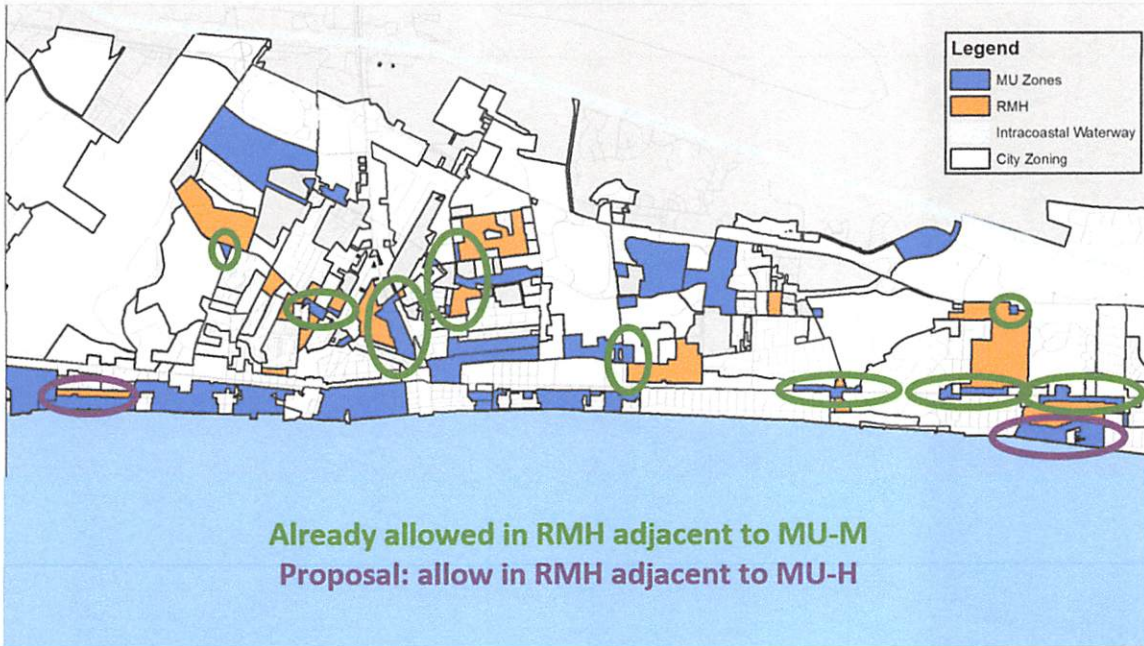 Legend
MU Zones
RMH
Intracoastal Waterway
City Zoning
Already allowed in RMH adjacent to MU-M
Proposal: allow in RMH adjacent to MU-H